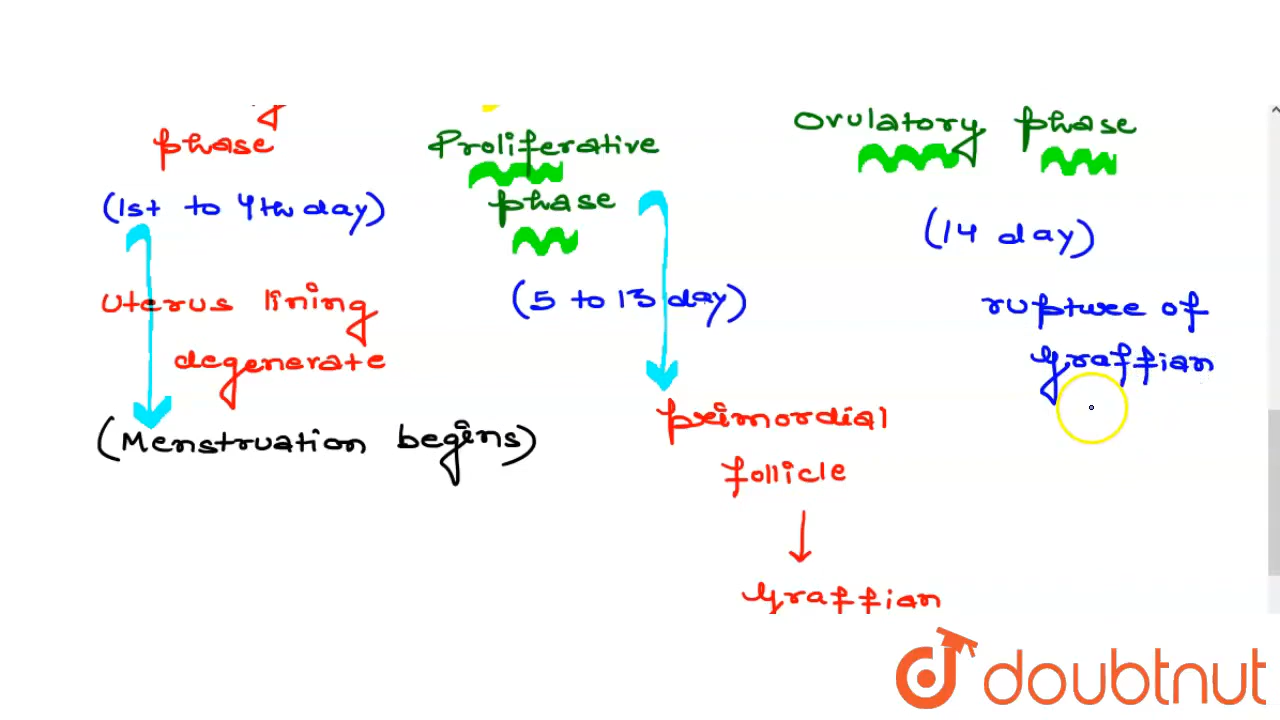 phase
(1st to 4th day)
Uterus lining
degenerate
(Menstruation begins)
Proliferative
phase
(5 to 13 day)
primordial
follicle
Graffian
Ovulatory phase
(14 day)
rupture of
Graffian
doubtnut